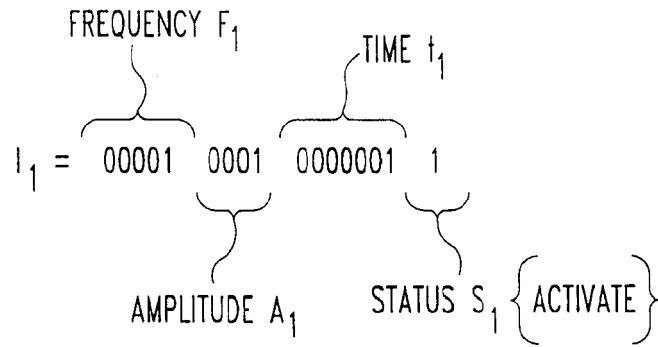 FREQUENCY F1
TIME t1
I1 = 00001 0001 0000001 1
AMPLITUDE A1
STATUS S1 {ACTIVATE}